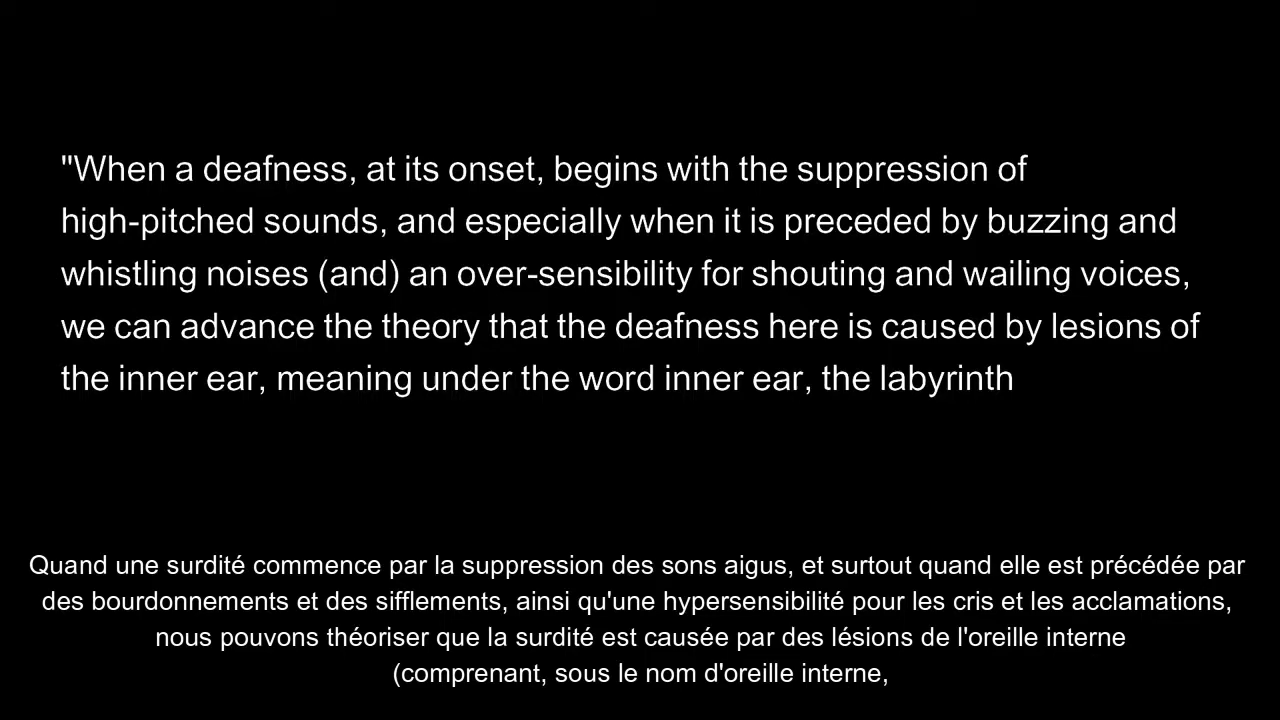 "When a deafness, at its onset, begins with the suppression of
high-pitched sounds, and especially when it is preceded by buzzing and
whistling noises (and) an over-sensibility for shouting and wailing voices,
we can advance the theory that the deafness here is caused by lesions of
the inner ear, meaning under the word inner ear, the labyrinth
Quand une surdité commence par la suppression des sons aigus, et surtout quand elle est précédée par
des bourdonnements et des sifflements, ainsi qu'une hypersensibilité pour les cris et les acclamations,
nous pouvons théoriser que la surdité est causée par des lésions de l'oreille interne
(comprenant, sous le nom d'oreille interne,